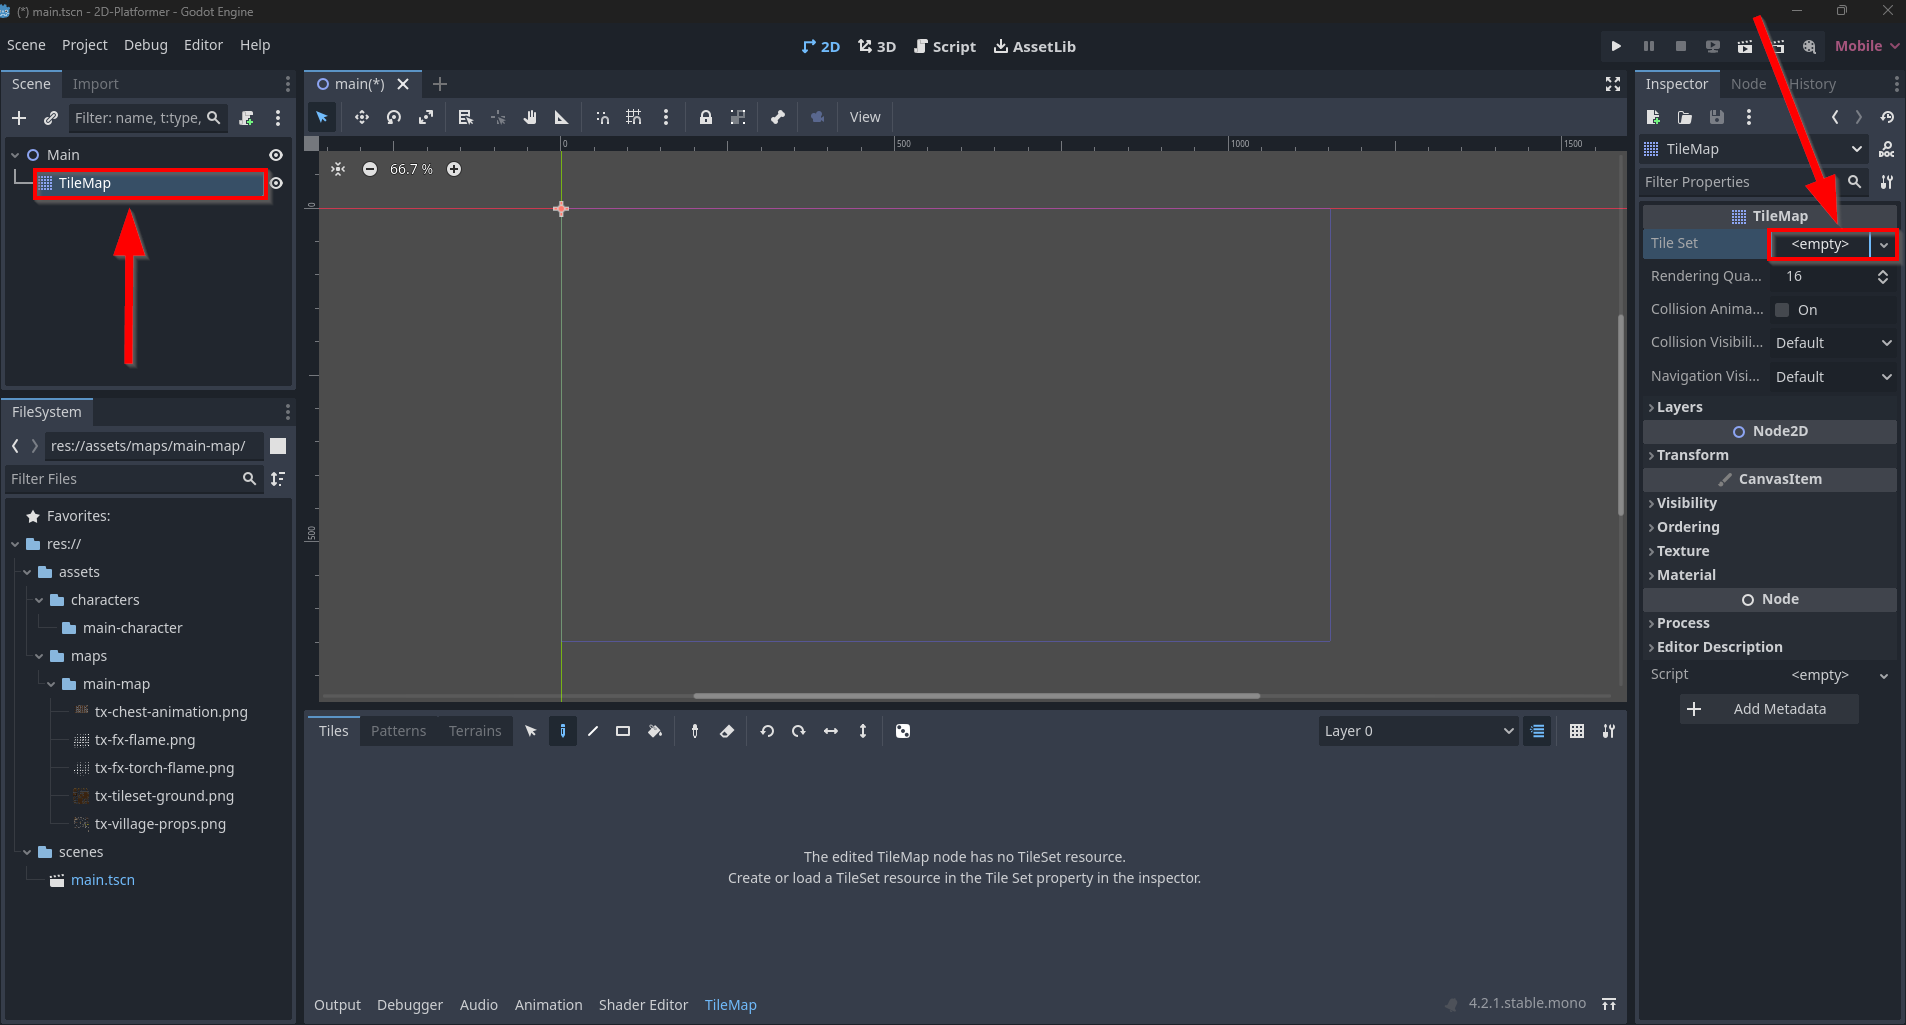 (*) main.tscn - 2D-Platformer - Godot Engine
Scene Project Debug Editor Help
2D 3D Script AssetLib
Mobile
Scene Import
Filter: name, t:type,
Main
TileMap
FileSystem
res://assets/maps/main-map/
Filter Files
Favorites:
res://
assets
characters
main-character
maps
main-map
tx-chest-animation.png
tx-fx-flame.png
tx-fx-torch-flame.png
tx-tileset-ground.png
tx-village-props.png
scenes
main.tscn
main(*)
View
0 500 1000 1500
0
500
66.7 %
Tiles Patterns Terrains
Layer 0
The edited TileMap node has no TileSet resource.
Create or load a TileSet resource in the Tile Set property in the inspector.
Output Debugger Audio Animation Shader Editor TileMap
4.2.1.stable.mono
Inspector Node History
TileMap
Filter Properties
TileMap
Tile Set <empty>
Rendering Qua... 16
Collision Anima... On
Collision Visibili... Default
Navigation Visi... Default
Layers
Node2D
Transform
CanvasItem
Visibility
Ordering
Texture
Material
Node
Process
Editor Description
Script <empty>
Add Metadata